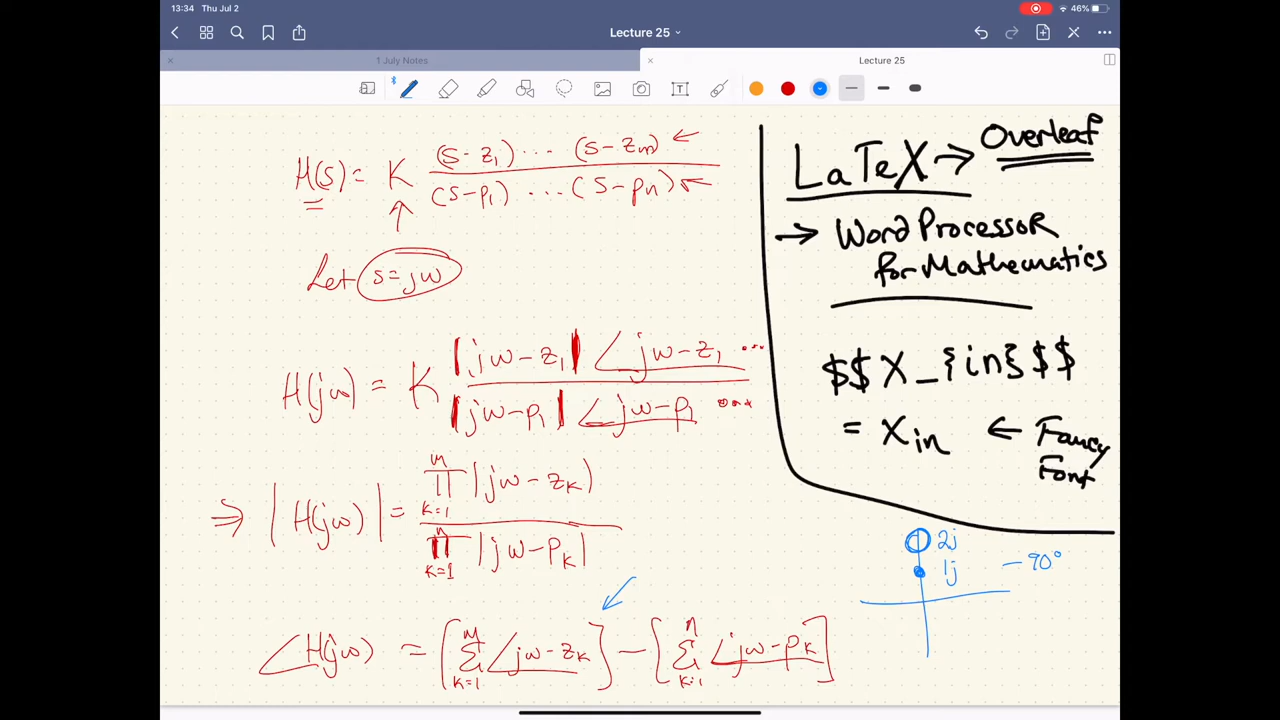 13:34 Thu Jul 2
46%
Lecture 25
1 July Notes
Lecture 25
H(s) = K (s-z₁) ... (s-zm) ←
(s-p₁) ... (s-pn) ←
Let s=jω
H(jω) = K |jω-z₁| ∠jω-z₁ ...
|jω-p₁| ∠jω-p₁ ...
⇒ |H(jω)| = m ∏ k=1 |jω-zk|
n ∏ k=1 |jω-pk|
∠H(jω) = [m Σ k=1 ∠jω-zk] - [n Σ k=1 ∠jω-pk]
LaTeX → Overleaf
→ Word Processor
for Mathematics
$$X_{in}$$
= Xin ← Fancy
Font
2j
1j -90°